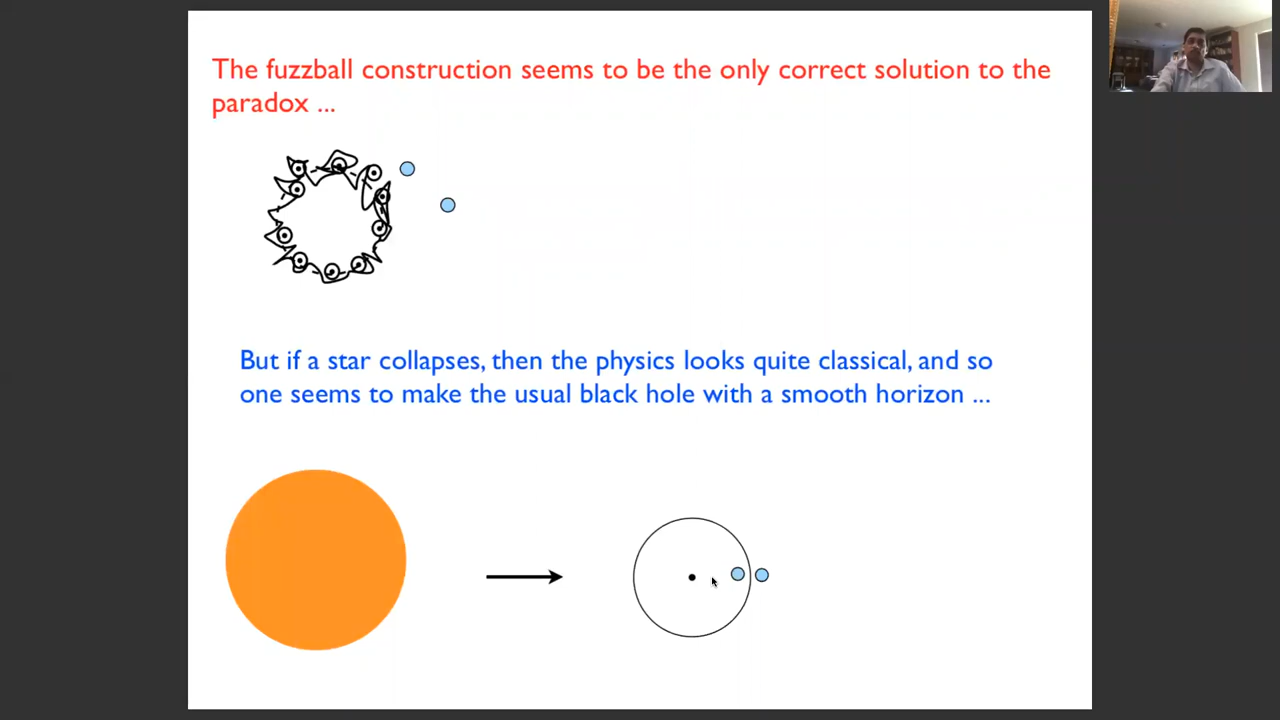 The fuzzball construction seems to be the only correct solution to the
paradox ...
But if a star collapses, then the physics looks quite classical, and so
one seems to make the usual black hole with a smooth horizon ...